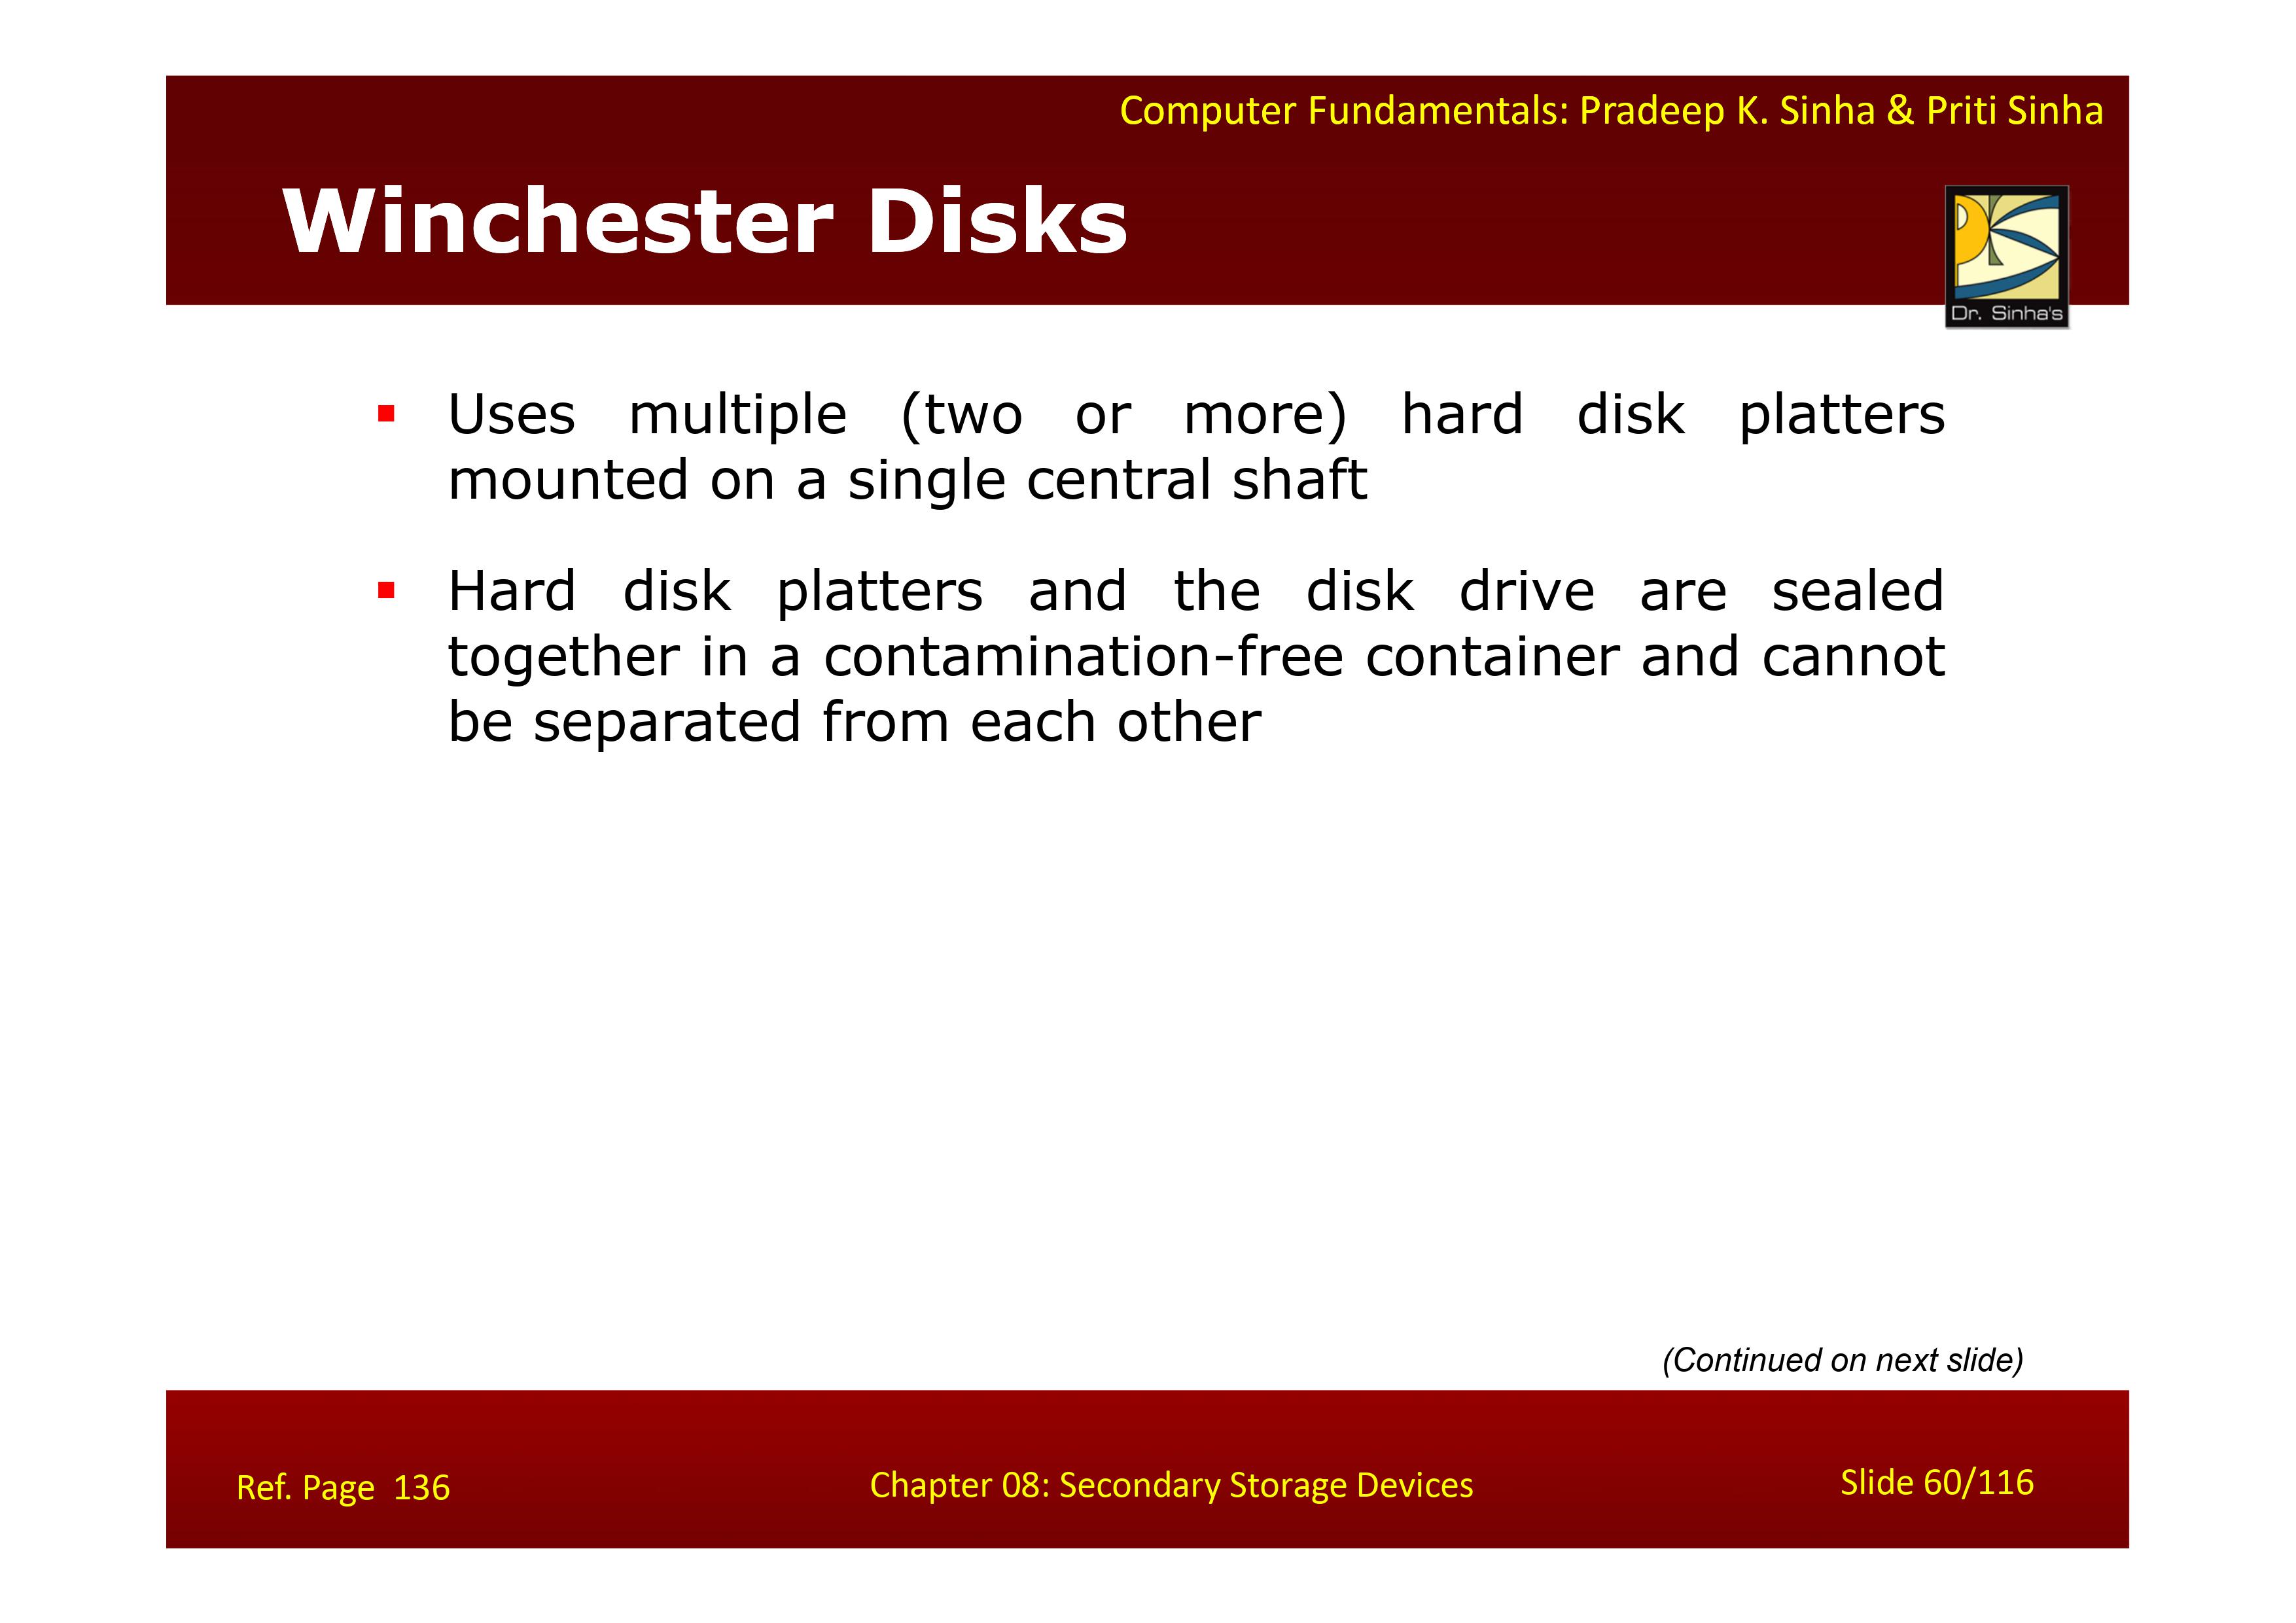 Computer Fundamentals: Pradeep K. Sinha & Priti Sinha
Winchester Disks
Dr. Sinha's
▪ Uses multiple (two or more) hard disk platters
mounted on a single central shaft
▪ Hard disk platters and the disk drive are sealed
together in a contamination-free container and cannot
be separated from each other
(Continued on next slide)
Ref. Page 136
Chapter 08: Secondary Storage Devices
Slide 60/116